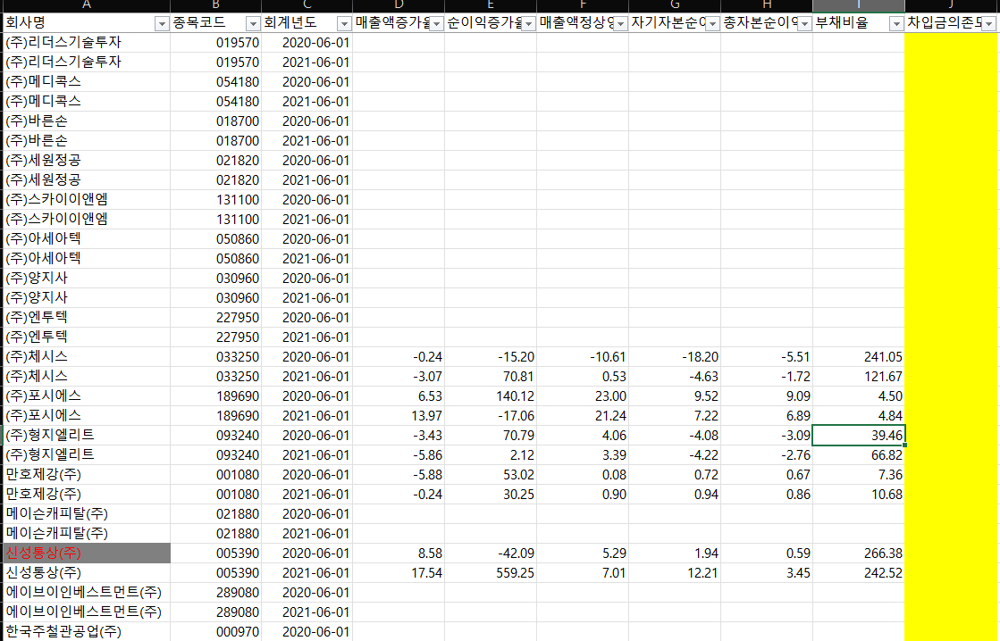 A B C D E F G H I J
회사명 종목코드 회계년도 매출액증가율 순이익증가율 매출액정상영 자기자본순이 총자본순이익 부채비율 차입금의존도
(주)리더스기술투자 019570 2020-06-01
(주)리더스기술투자 019570 2021-06-01
(주)메디콕스 054180 2020-06-01
(주)메디콕스 054180 2021-06-01
(주)바른손 018700 2020-06-01
(주)바른손 018700 2021-06-01
(주)세원정공 021820 2020-06-01
(주)세원정공 021820 2021-06-01
(주)스카이이앤엠 131100 2020-06-01
(주)스카이이앤엠 131100 2021-06-01
(주)아세아텍 050860 2020-06-01
(주)아세아텍 050860 2021-06-01
(주)양지사 030960 2020-06-01
(주)양지사 030960 2021-06-01
(주)엔투텍 227950 2020-06-01
(주)엔투텍 227950 2021-06-01
(주)체시스 033250 2020-06-01 -0.24 -15.20 -10.61 -18.20 -5.51 241.05
(주)체시스 033250 2021-06-01 -3.07 70.81 0.53 -4.63 -1.72 121.67
(주)포시에스 189690 2020-06-01 6.53 140.12 23.00 9.52 9.09 4.50
(주)포시에스 189690 2021-06-01 13.97 -17.06 21.24 7.22 6.89 4.84
(주)형지엘리트 093240 2020-06-01 -3.43 70.79 4.06 -4.08 -3.09 39.46
(주)형지엘리트 093240 2021-06-01 -5.86 2.12 3.39 -4.22 -2.76 66.82
만호제강(주) 001080 2020-06-01 -5.88 53.02 0.08 0.72 0.67 7.36
만호제강(주) 001080 2021-06-01 -0.24 30.25 0.90 0.94 0.86 10.68
메이슨캐피탈(주) 021880 2020-06-01
메이슨캐피탈(주) 021880 2021-06-01
신성통상(주) 005390 2020-06-01 8.58 -42.09 5.29 1.94 0.59 266.38
신성통상(주) 005390 2021-06-01 17.54 559.25 7.01 12.21 3.45 242.52
에이브이인베스트먼트(주) 289080 2020-06-01
에이브이인베스트먼트(주) 289080 2021-06-01
한국주철관공업(주) 000970 2020-06-01